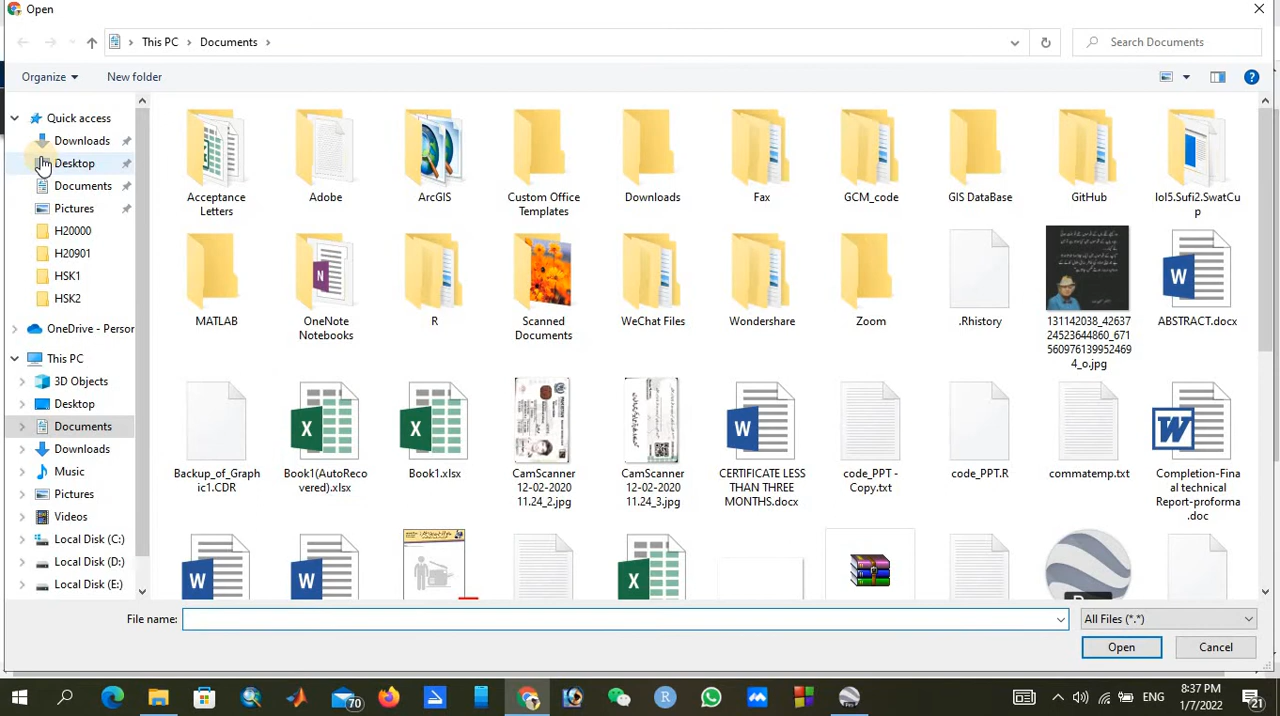 Open
This PC
Documents
Search Documents
Organize
New folder
Quick access
Downloads
Desktop
Documents
Pictures
H20000
H20901
HSK1
HSK2
OneDrive - Person
This PC
3D Objects
Desktop
Documents
Downloads
Music
Pictures
Videos
Local Disk (C:)
Local Disk (D:)
Local Disk (E:)
Acceptance
Letters
Adobe
ArcGIS
Custom Office
Templates
Downloads
Fax
GCM_code
GIS DataBase
GitHub
lol5.Sufi2.SwatCu
p
MATLAB
OneNote
Notebooks
R
Scanned
Documents
WeChat Files
Wondershare
Zoom
.Rhistory
131142038_42637
24523644860_671
560976139952469
4_o.jpg
ABSTRACT.docx
Backup_of_Graph
ic1.CDR
Book1(AutoReco
vered).xlsx
Book1.xlsx
CamScanner
12-02-2020
11.24_2.jpg
CamScanner
12-02-2020
11.24_3.jpg
CERTIFICATE LESS
THAN THREE
MONTHS.docx
code_PPT -
Copy.txt
code_PPT.R
commatemp.txt
Completion-Fina
l technical
Report-proforma
.doc
File name:
All Files (*.*)
Open
Cancel
70
ENG
8:37 PM
1/7/2022
21